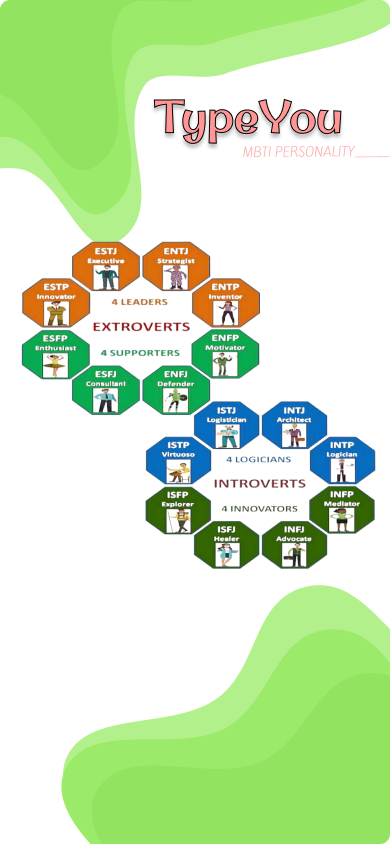 TypeYou
MBTI PERSONALITY
ESTJ
Executive
ENTJ
Strategist
ESTP
Innovator
ENTP
Inventor
4 LEADERS
EXTROVERTS
4 SUPPORTERS
ESFP
Enthusiast
ENFP
Motivator
ESFJ
Consultant
ENFJ
Defender
ISTJ
Logistician
INTJ
Architect
ISTP
Virtuoso
INTP
Logician
4 LOGICIANS
INTROVERTS
4 INNOVATORS
ISFP
Explorer
INFP
Mediator
ISFJ
Healer
INFJ
Advocate